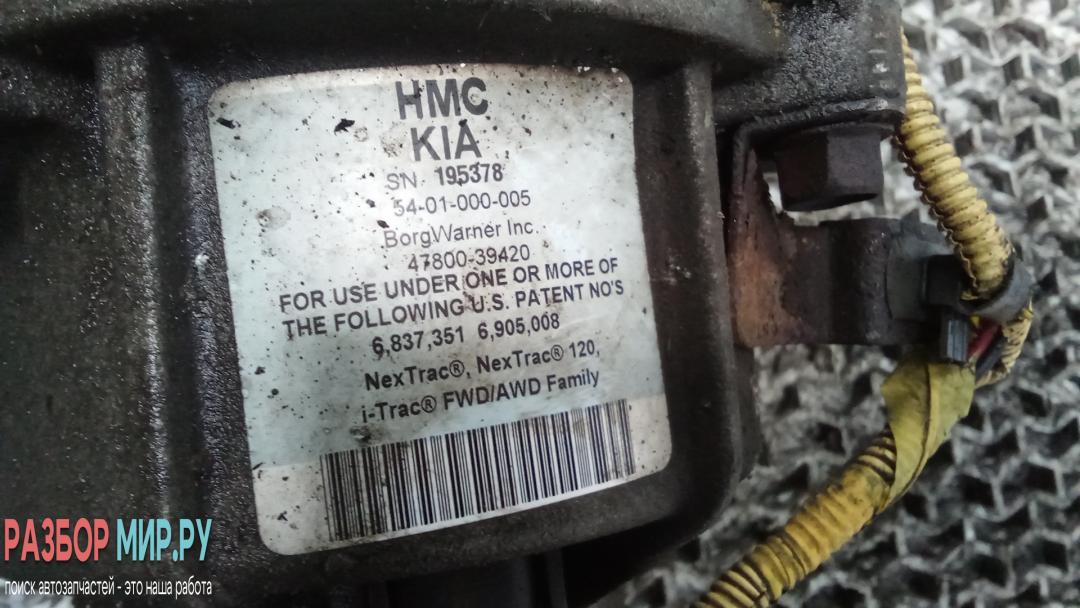 HMC
KIA
SN. 195378
54-01-000-005
BorgWarner Inc.
47800-39420
FOR USE UNDER ONE OR MORE OF
THE FOLLOWING U.S. PATENT NO'S
6,837,351 6,905,008
NexTrac®, NexTrac® 120,
i-Trac® FWD/AWD Family
РАЗБОР МИР.РУ
поиск автозапчастей - это наша работа